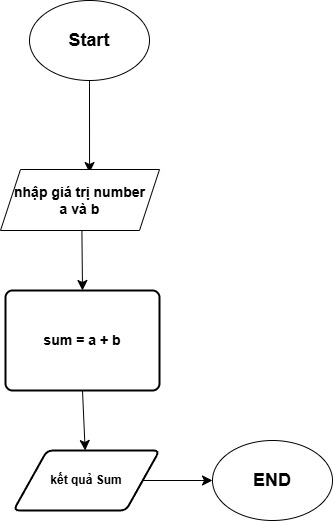 Start
nhập giá trị number
a và b
sum = a + b
kết quả Sum
END